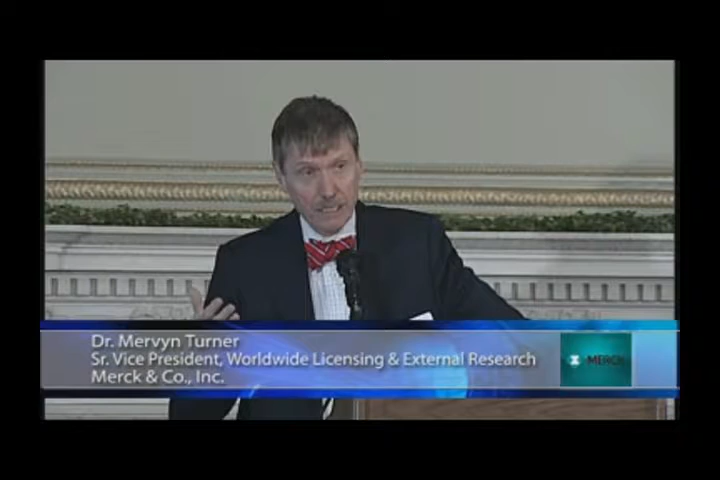 Dr. Mervyn Turner
Sr. Vice President, Worldwide Licensing & External Research
Merck & Co., Inc.
MERCK